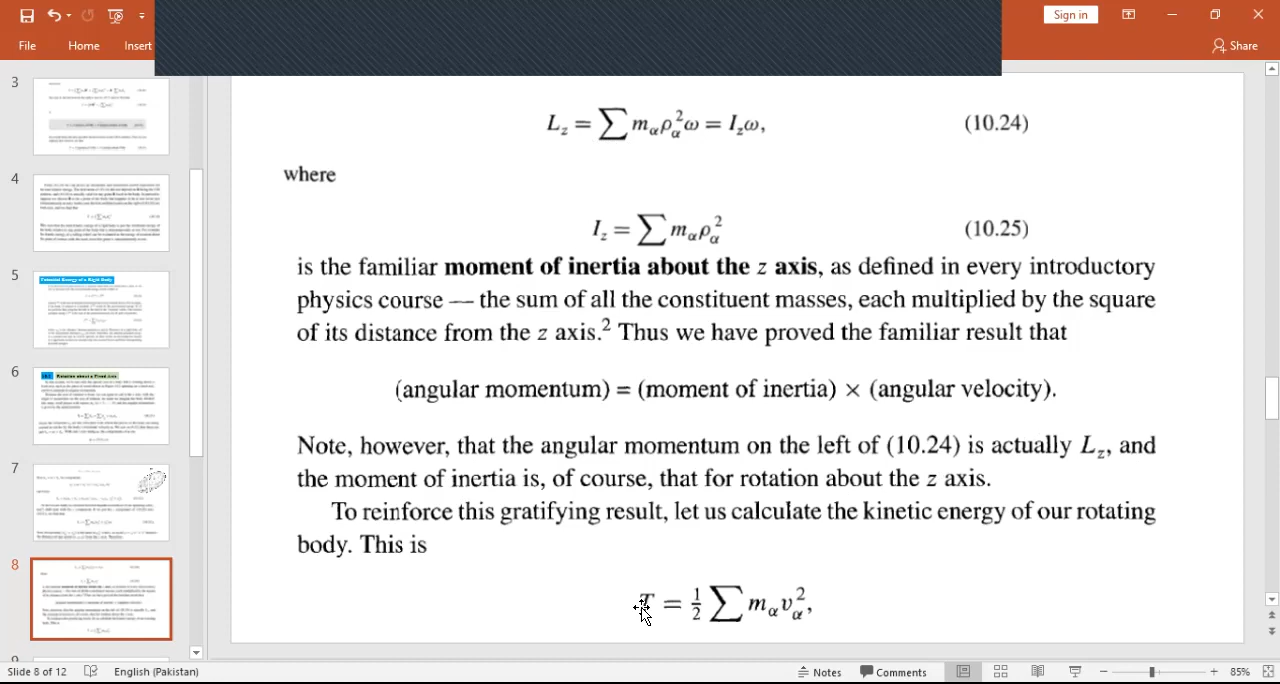 Sign in
File Home Insert
Share
3
4
5
6
7
8
L_z = ∑ m_α ρ_α^2 ω = I_z ω, (10.24)
where
I_z = ∑ m_α ρ_α^2 (10.25)
is the familiar moment of inertia about the z axis, as defined in every introductory
physics course — the sum of all the constituent masses, each multiplied by the square
of its distance from the z axis.² Thus we have proved the familiar result that
(angular momentum) = (moment of inertia) × (angular velocity).
Note, however, that the angular momentum on the left of (10.24) is actually L_z, and
the moment of inertia is, of course, that for rotation about the z axis.
To reinforce this gratifying result, let us calculate the kinetic energy of our rotating
body. This is
T = ½ ∑ m_α v_α^2,
Slide 8 of 12 English (Pakistan) Notes Comments 85%